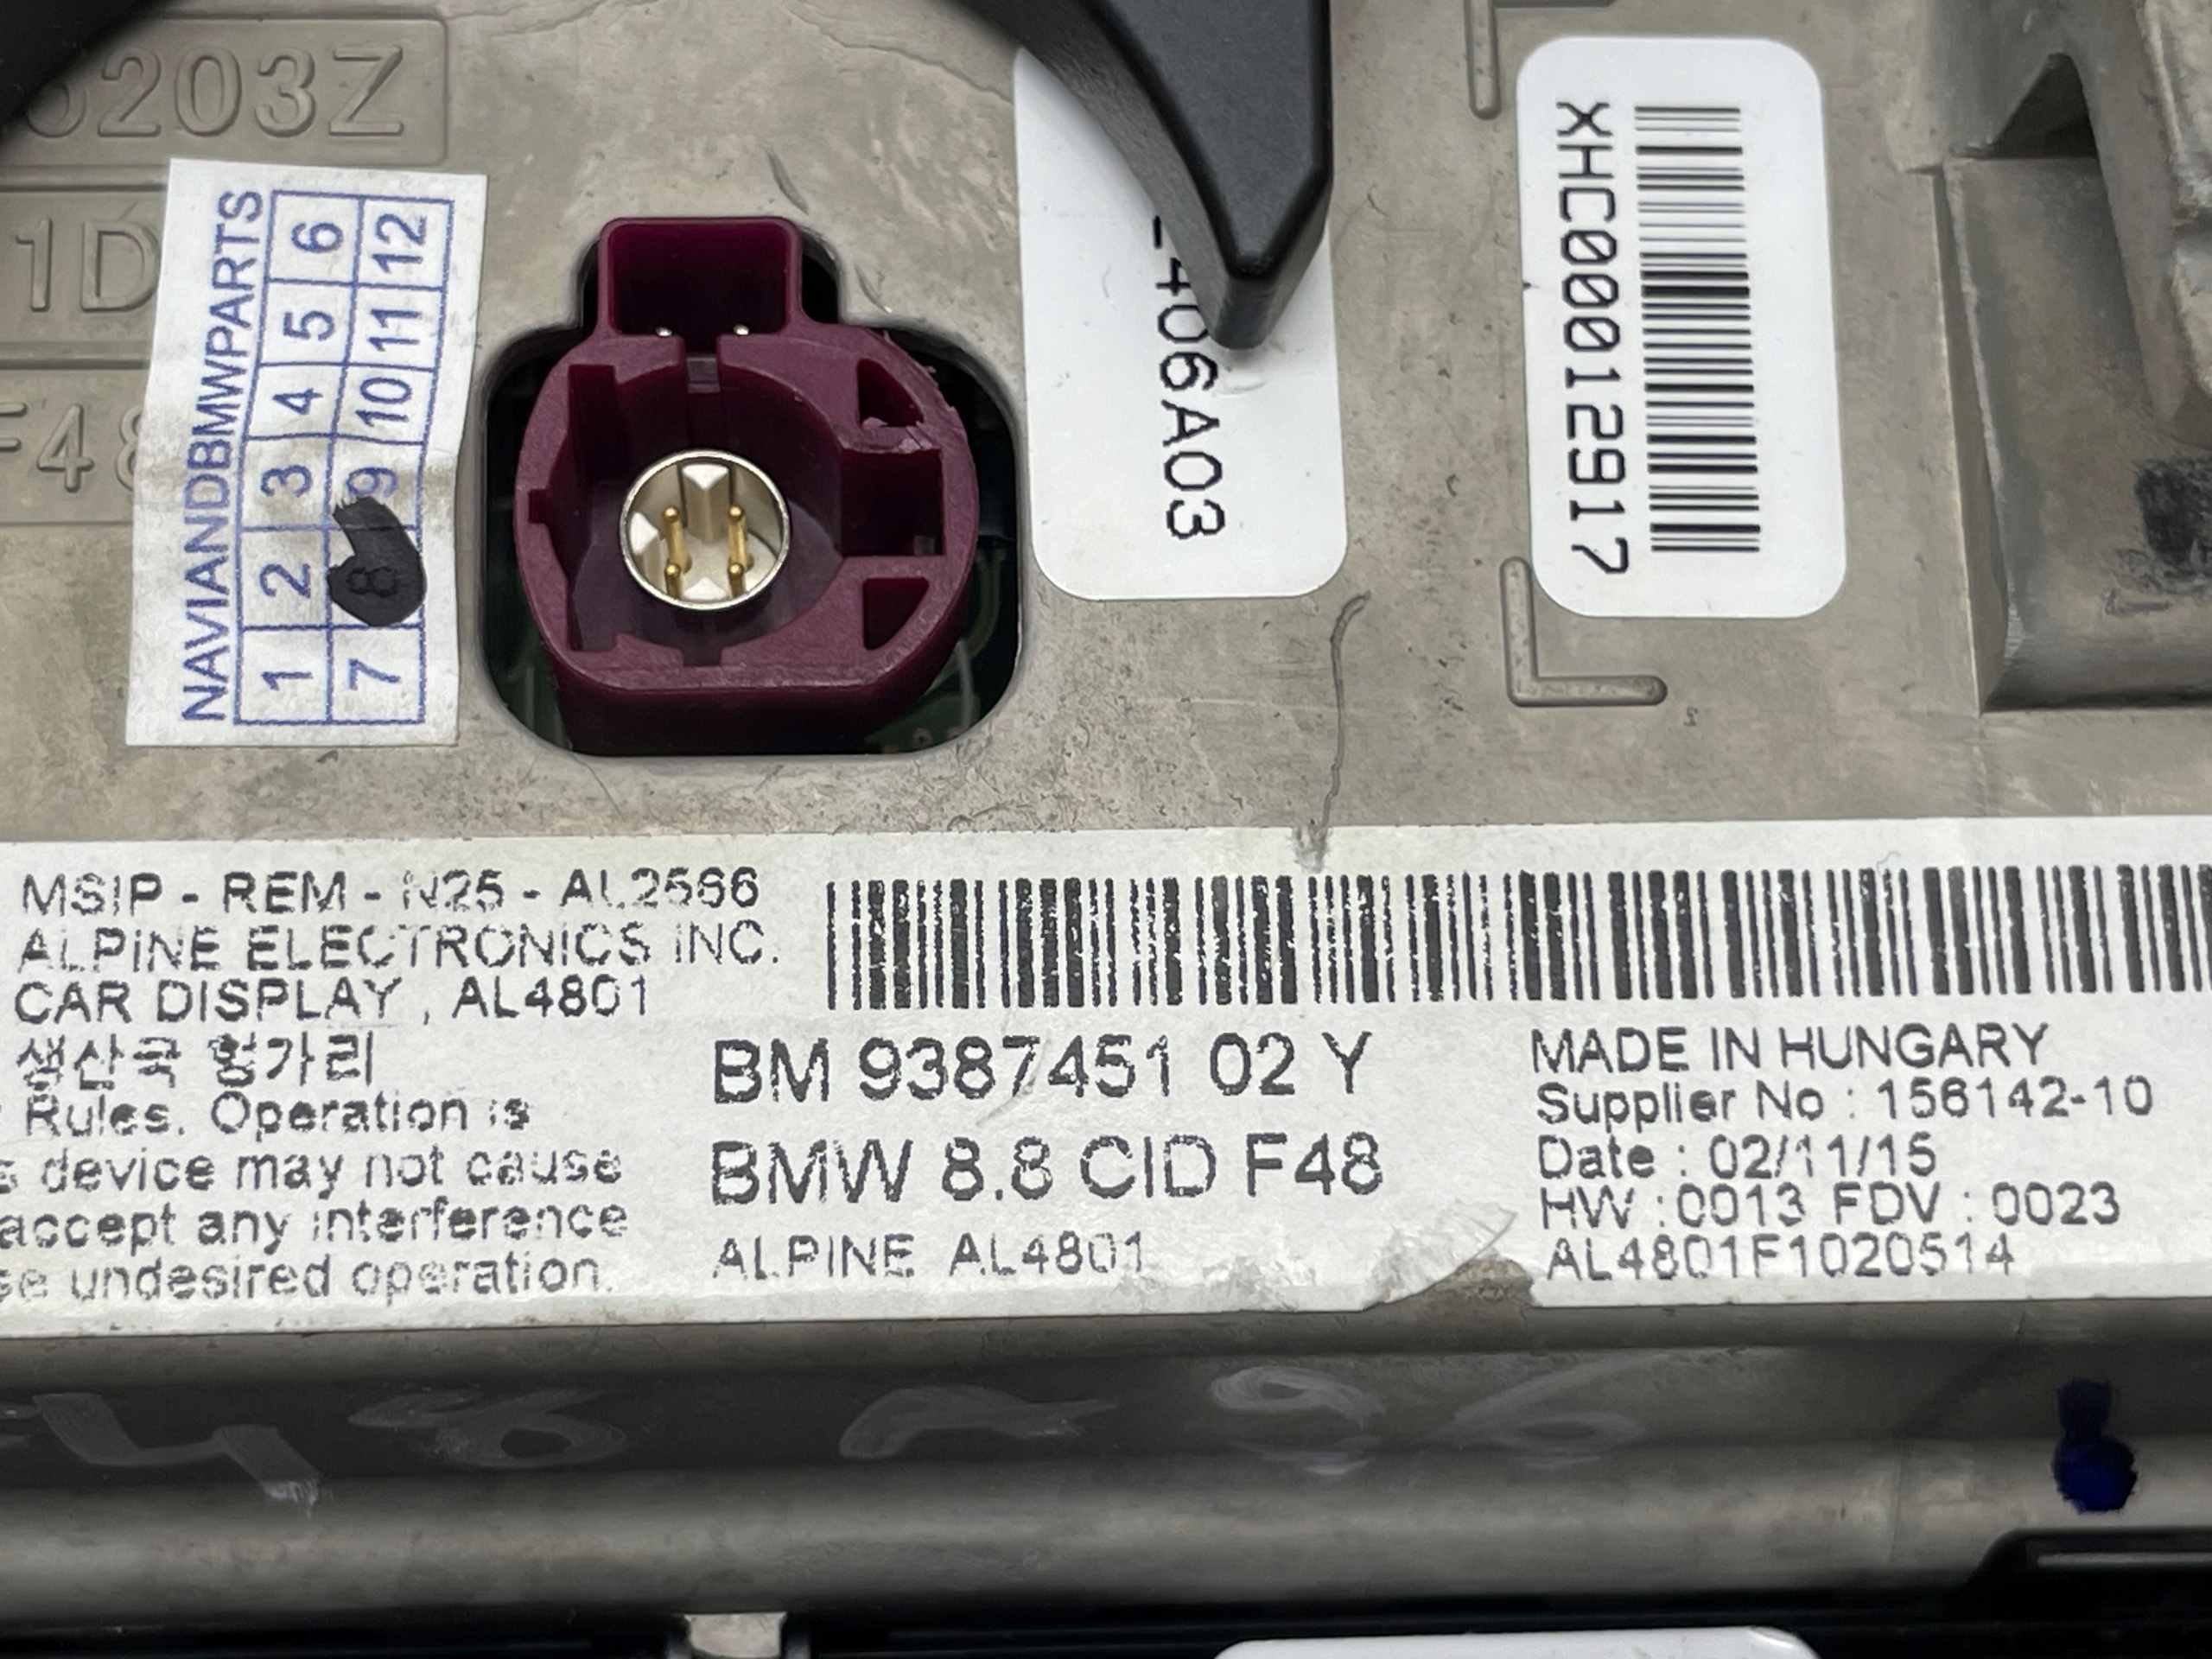 203Z
1D
F48
NAVIANDBMWPARTS
1 2 3 4 5 6
7 8 9 10 11 12
-406A03
XHC00012917
MSIP - REM - N25 - AL2566
ALPINE ELECTRONICS INC.
CAR DISPLAY , AL4801
생산국 헝가리
Rules. Operation is
s device may not cause
accept any interference
se undesired operation.
BM 9387451 02 Y
BMW 8.8 CID F48
ALPINE AL4801
MADE IN HUNGARY
Supplier No : 156142-10
Date : 02/11/15
HW :0013 FDV : 0023
AL4801F1020514